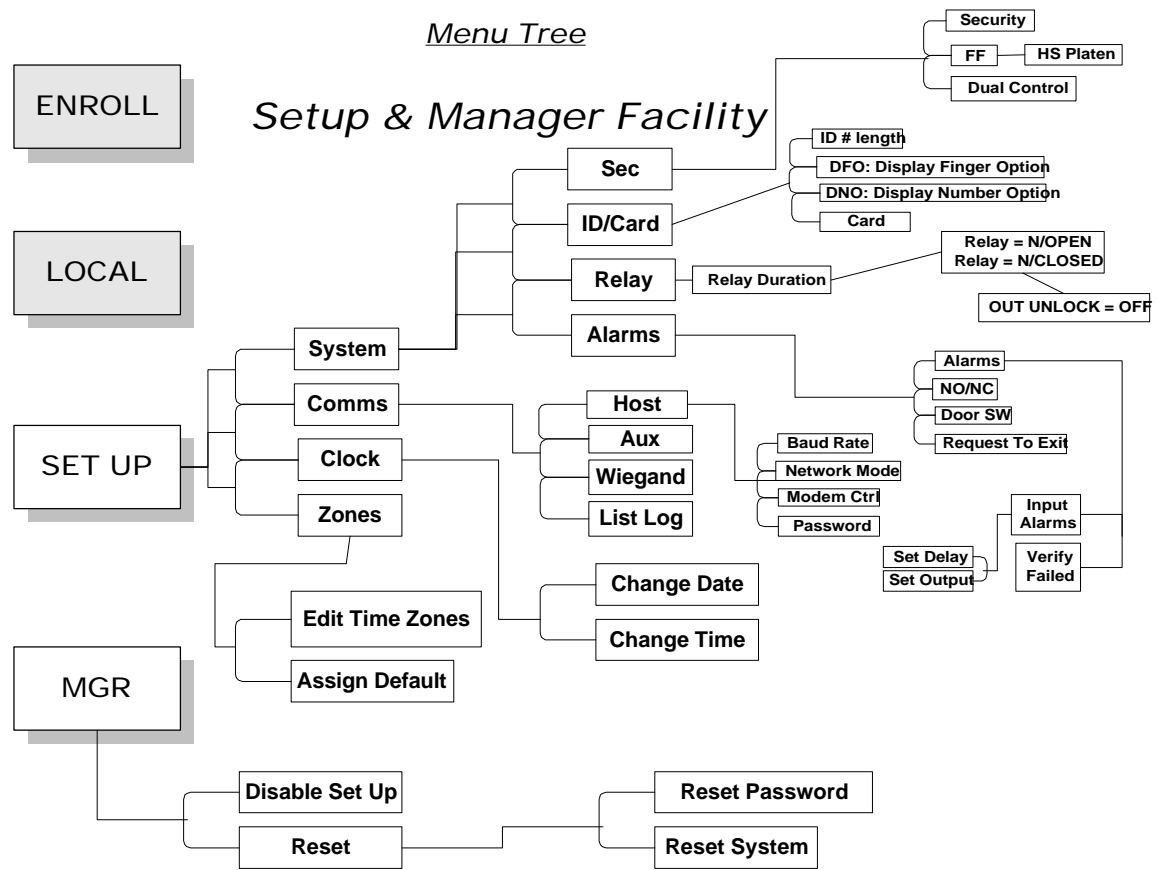 Menu Tree
Setup & Manager Facility
ENROLL
LOCAL
SET UP
MGR
System
Comms
Clock
Zones
Sec
ID/Card
Relay
Alarms
Security
FF
HS Platen
Dual Control
ID # length
DFO: Display Finger Option
DNO: Display Number Option
Card
Relay Duration
Relay = N/OPEN
Relay = N/CLOSED
OUT UNLOCK = OFF
Alarms
NO/NC
Door SW
Request To Exit
Input
Alarms
Verify
Failed
Set Delay
Set Output
Host
Aux
Wiegand
List Log
Baud Rate
Network Mode
Modem Ctrl
Password
Change Date
Change Time
Edit Time Zones
Assign Default
Disable Set Up
Reset
Reset Password
Reset System